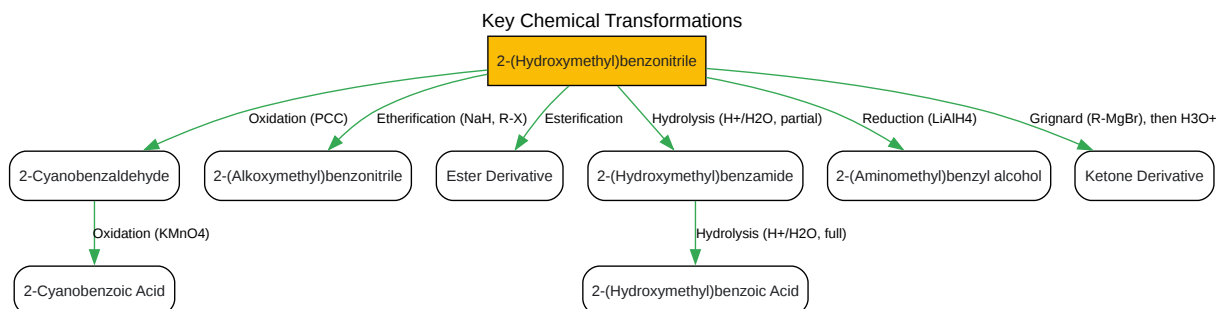 Key Chemical Transformations
2-(Hydroxymethyl)benzonitrile
Oxidation (PCC)
Etherification (NaH, R-X)
Esterification
Hydrolysis (H+/H2O, partial)
Reduction (LiAlH4)
Grignard (R-MgBr), then H3O+
2-Cyanobenzaldehyde
2-(Alkoxymethyl)benzonitrile
Ester Derivative
2-(Hydroxymethyl)benzamide
2-(Aminomethyl)benzyl alcohol
Ketone Derivative
Oxidation (KMnO4)
Hydrolysis (H+/H2O, full)
2-Cyanobenzoic Acid
2-(Hydroxymethyl)benzoic Acid